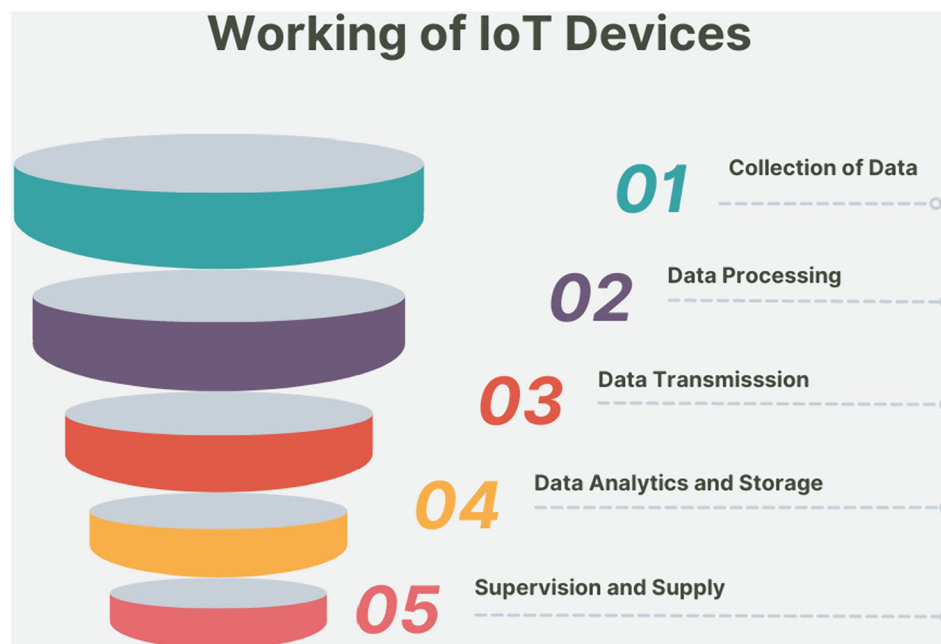 Working of IoT Devices
01 Collection of Data
02 Data Processing
03 Data Transmisssion
04 Data Analytics and Storage
05 Supervision and Supply